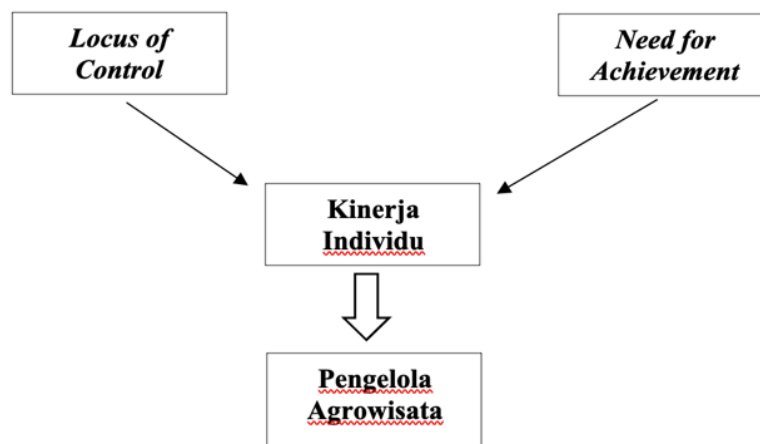 Locus of
Control
Need for
Achievement
Kinerja
Individu
Pengelola
Agrowisata